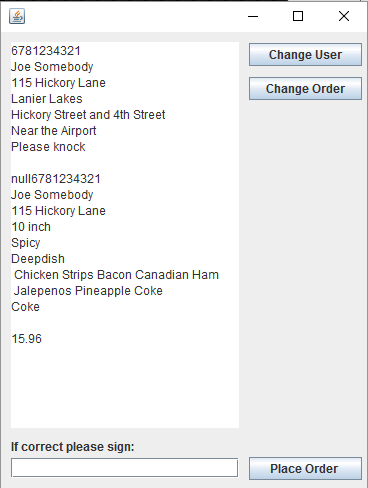 6781234321
Joe Somebody
115 Hickory Lane
Lanier Lakes
Hickory Street and 4th Street
Near the Airport
Please knock
null6781234321
Joe Somebody
115 Hickory Lane
10 inch
Spicy
Deepdish
Chicken Strips Bacon Canadian Ham
Jalepenos Pineapple Coke
Coke
15.96
Change User
Change Order
If correct please sign:
Place Order